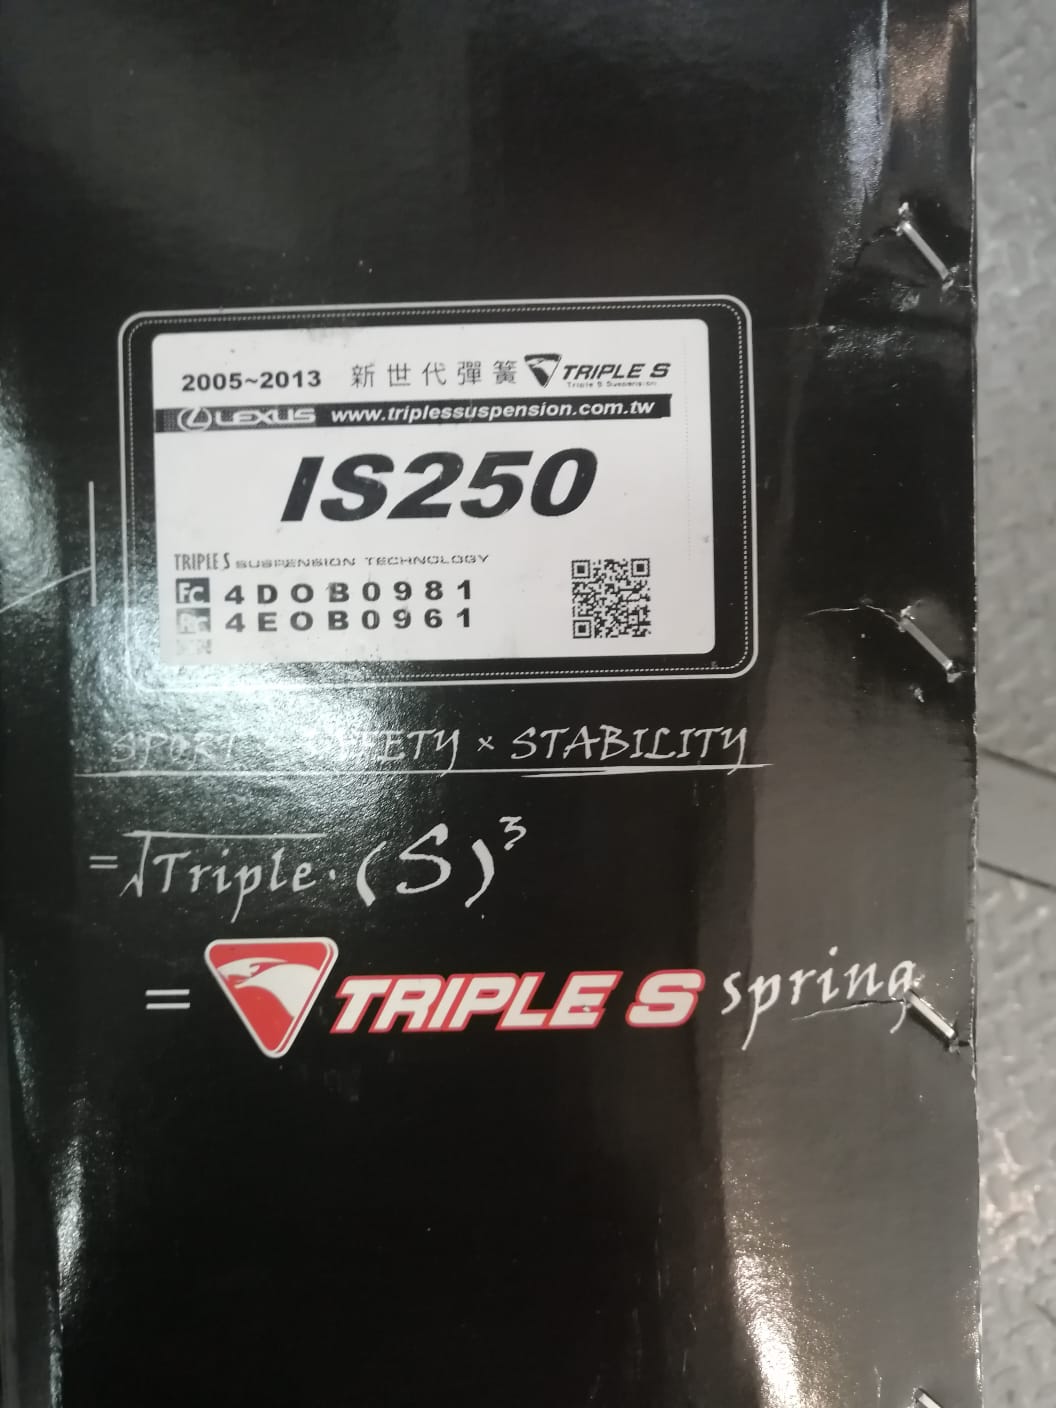 2005~2013 新世代彈簧 TRIPLE S
Triple S Suspension
LEXUS www.triplessuspension.com.tw
IS250
TRIPLE S SUSPENSION TECHNOLOGY
FC 4DOB0981
RC 4EOB0961
SPORT × SAFETY × STABILITY
=√Triple·(S)³
= TRIPLE S spring